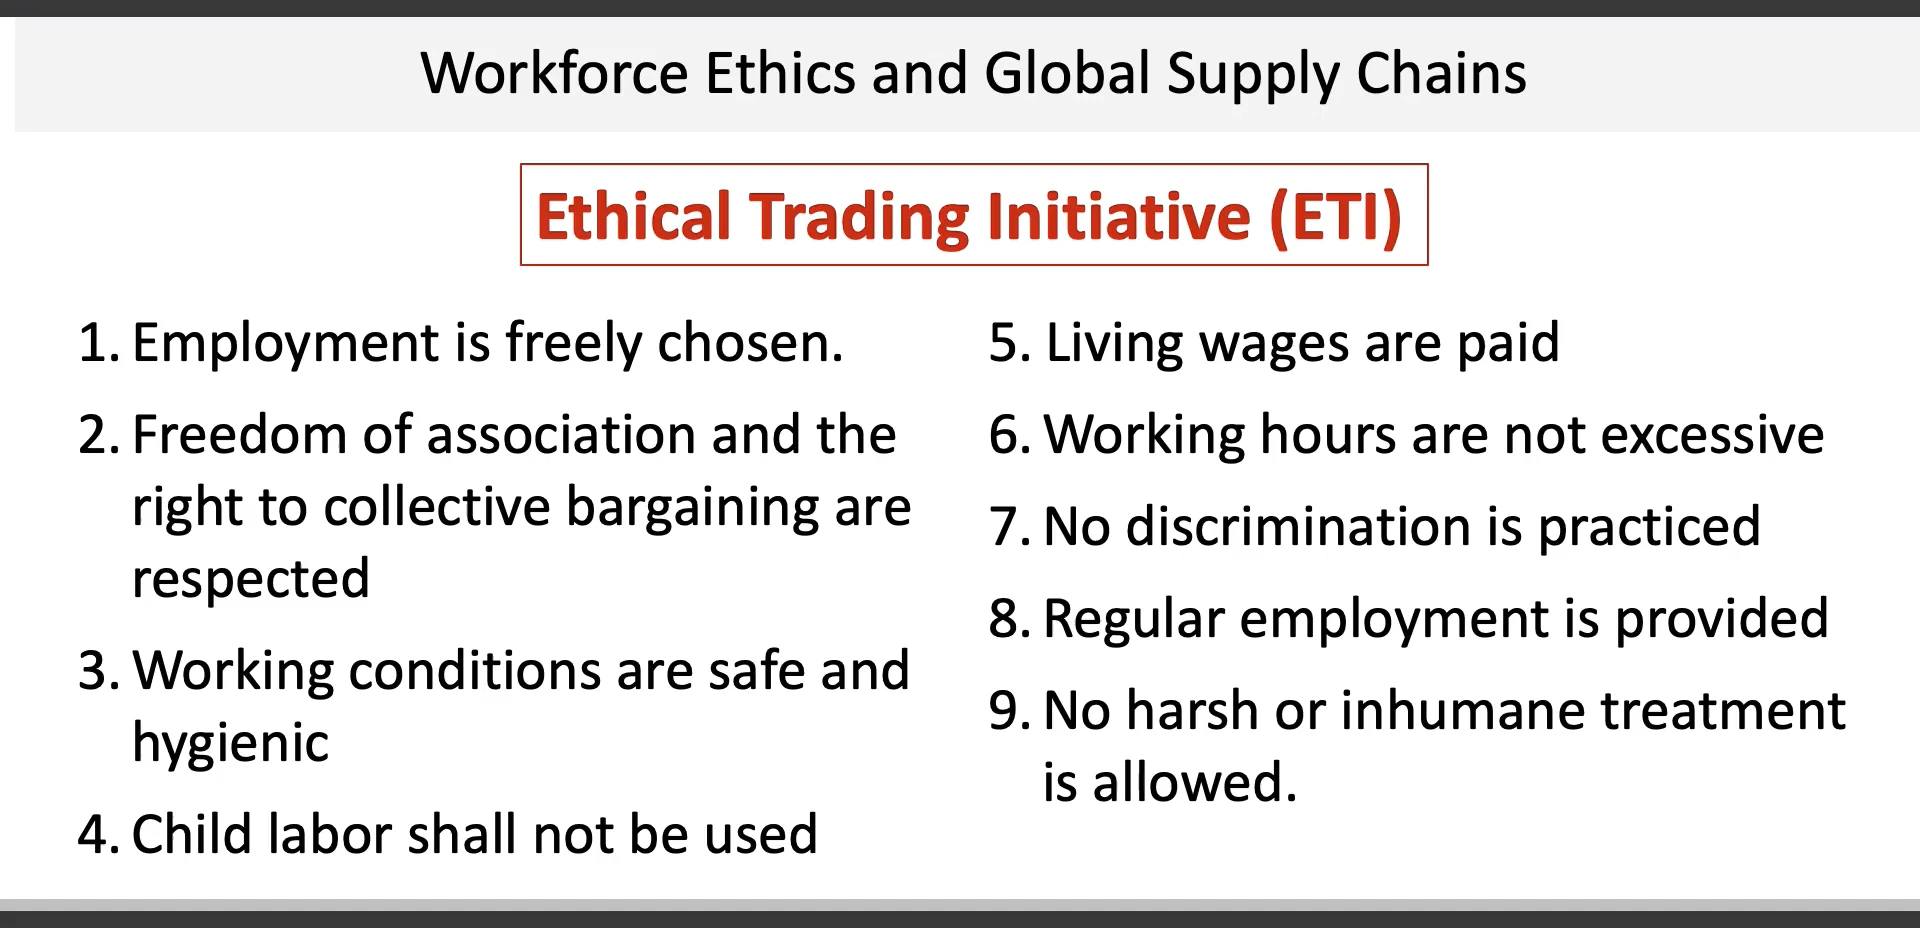 Workforce Ethics and Global Supply Chains
Ethical Trading Initiative (ETI)
1. Employment is freely chosen.
2. Freedom of association and the
right to collective bargaining are
respected
3. Working conditions are safe and
hygienic
4. Child labor shall not be used
5. Living wages are paid
6. Working hours are not excessive
7. No discrimination is practiced
8. Regular employment is provided
9. No harsh or inhumane treatment
is allowed.